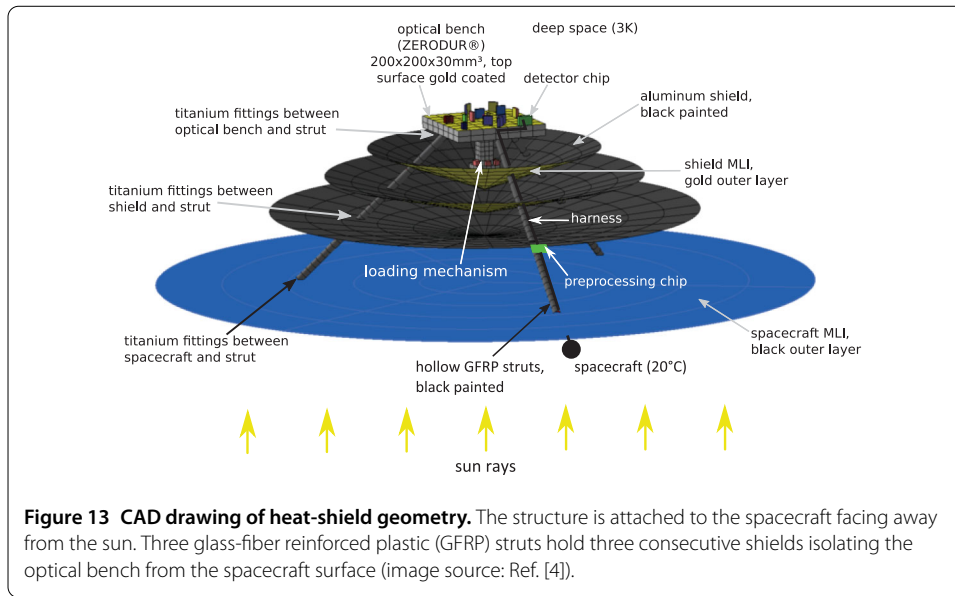 optical bench
(ZERODUR®)
200x200x30mm³, top
surface gold coated
deep space (3K)
detector chip
titanium fittings between
optical bench and strut
aluminum shield,
black painted
shield MLI,
gold outer layer
titanium fittings between
shield and strut
harness
loading mechanism
preprocessing chip
titanium fittings between
spacecraft and strut
spacecraft MLI,
black outer layer
hollow GFRP struts,
black painted
spacecraft (20°C)
sun rays
Figure 13 CAD drawing of heat-shield geometry. The structure is attached to the spacecraft facing away
from the sun. Three glass-fiber reinforced plastic (GFRP) struts hold three consecutive shields isolating the
optical bench from the spacecraft surface (image source: Ref. [4]).